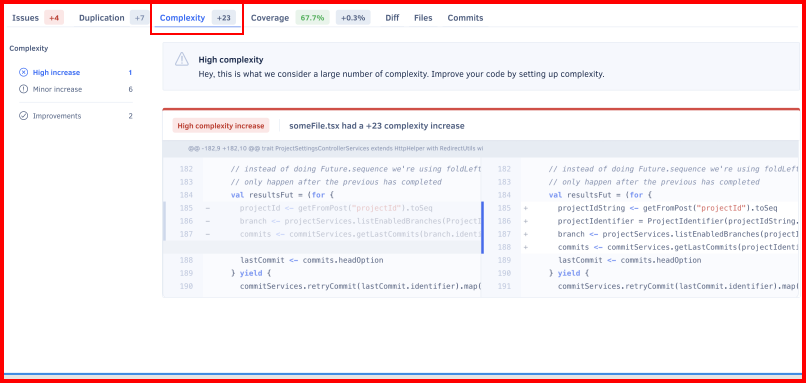 Issues +4 Duplication +7 Complexity +23 Coverage 67.7% +0.3% Diff Files Commits
Complexity
High increase 1
Minor increase 6
Improvements 2
High complexity
Hey, this is what we consider a large number of complexity. Improve your code by setting up complexity.
High complexity increase someFile.tsx had a +23 complexity increase
@@ -182,9 +182,10 @@ trait ProjectSettingsControllerServices extends HttpHelper with RedirectUtils wi
182 // instead of doing Future.sequence we're using foldLeft
183 // only happen after the previous has completed
184 val resultsFut = (for {
185 − projectId <- getFromPost("projectId").toSeq
186 − branch <- projectServices.listEnabledBranches(ProjectI
187 − commits <- commitServices.getLastCommits(branch.identi
188 lastCommit <- commits.headOption
189 } yield {
190 commitServices.retryCommit(lastCommit.identifier).map(
182 // instead of doing Future.sequence we're using foldLeft
183 // only happen after the previous has completed
184 val resultsFut = (for {
185 + projectIdString <- getFromPost("projectId").toSeq
186 + projectIdentifier = ProjectIdentifier(projectIdString.
187 + branch <- projectServices.listEnabledBranches(projectI
188 + commits <- commitServices.getLastCommits(projectIdenti
189 lastCommit <- commits.headOption
190 } yield {
191 commitServices.retryCommit(lastCommit.identifier).map(